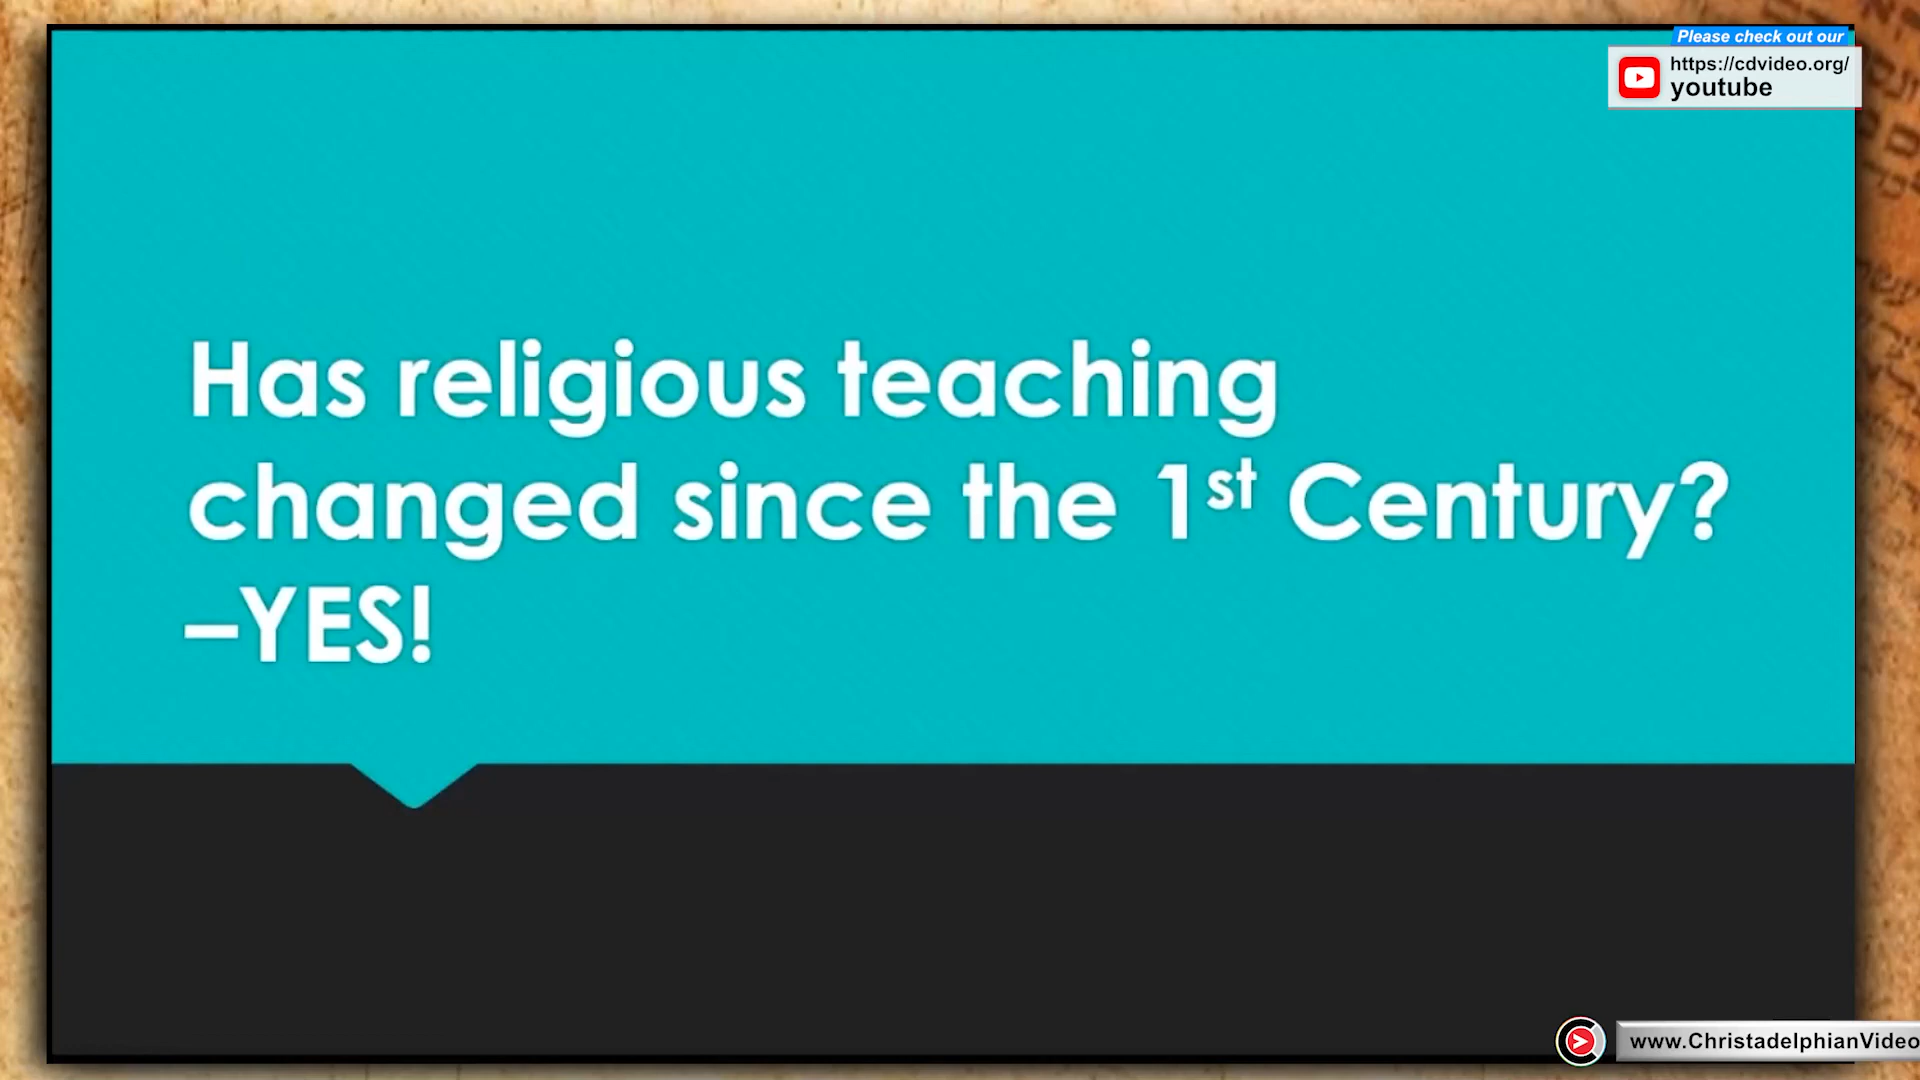 Please check out our
https://cdvideo.org/
youtube
Has religious teaching
changed since the 1st Century?
–YES!
www.ChristadelphianVideo